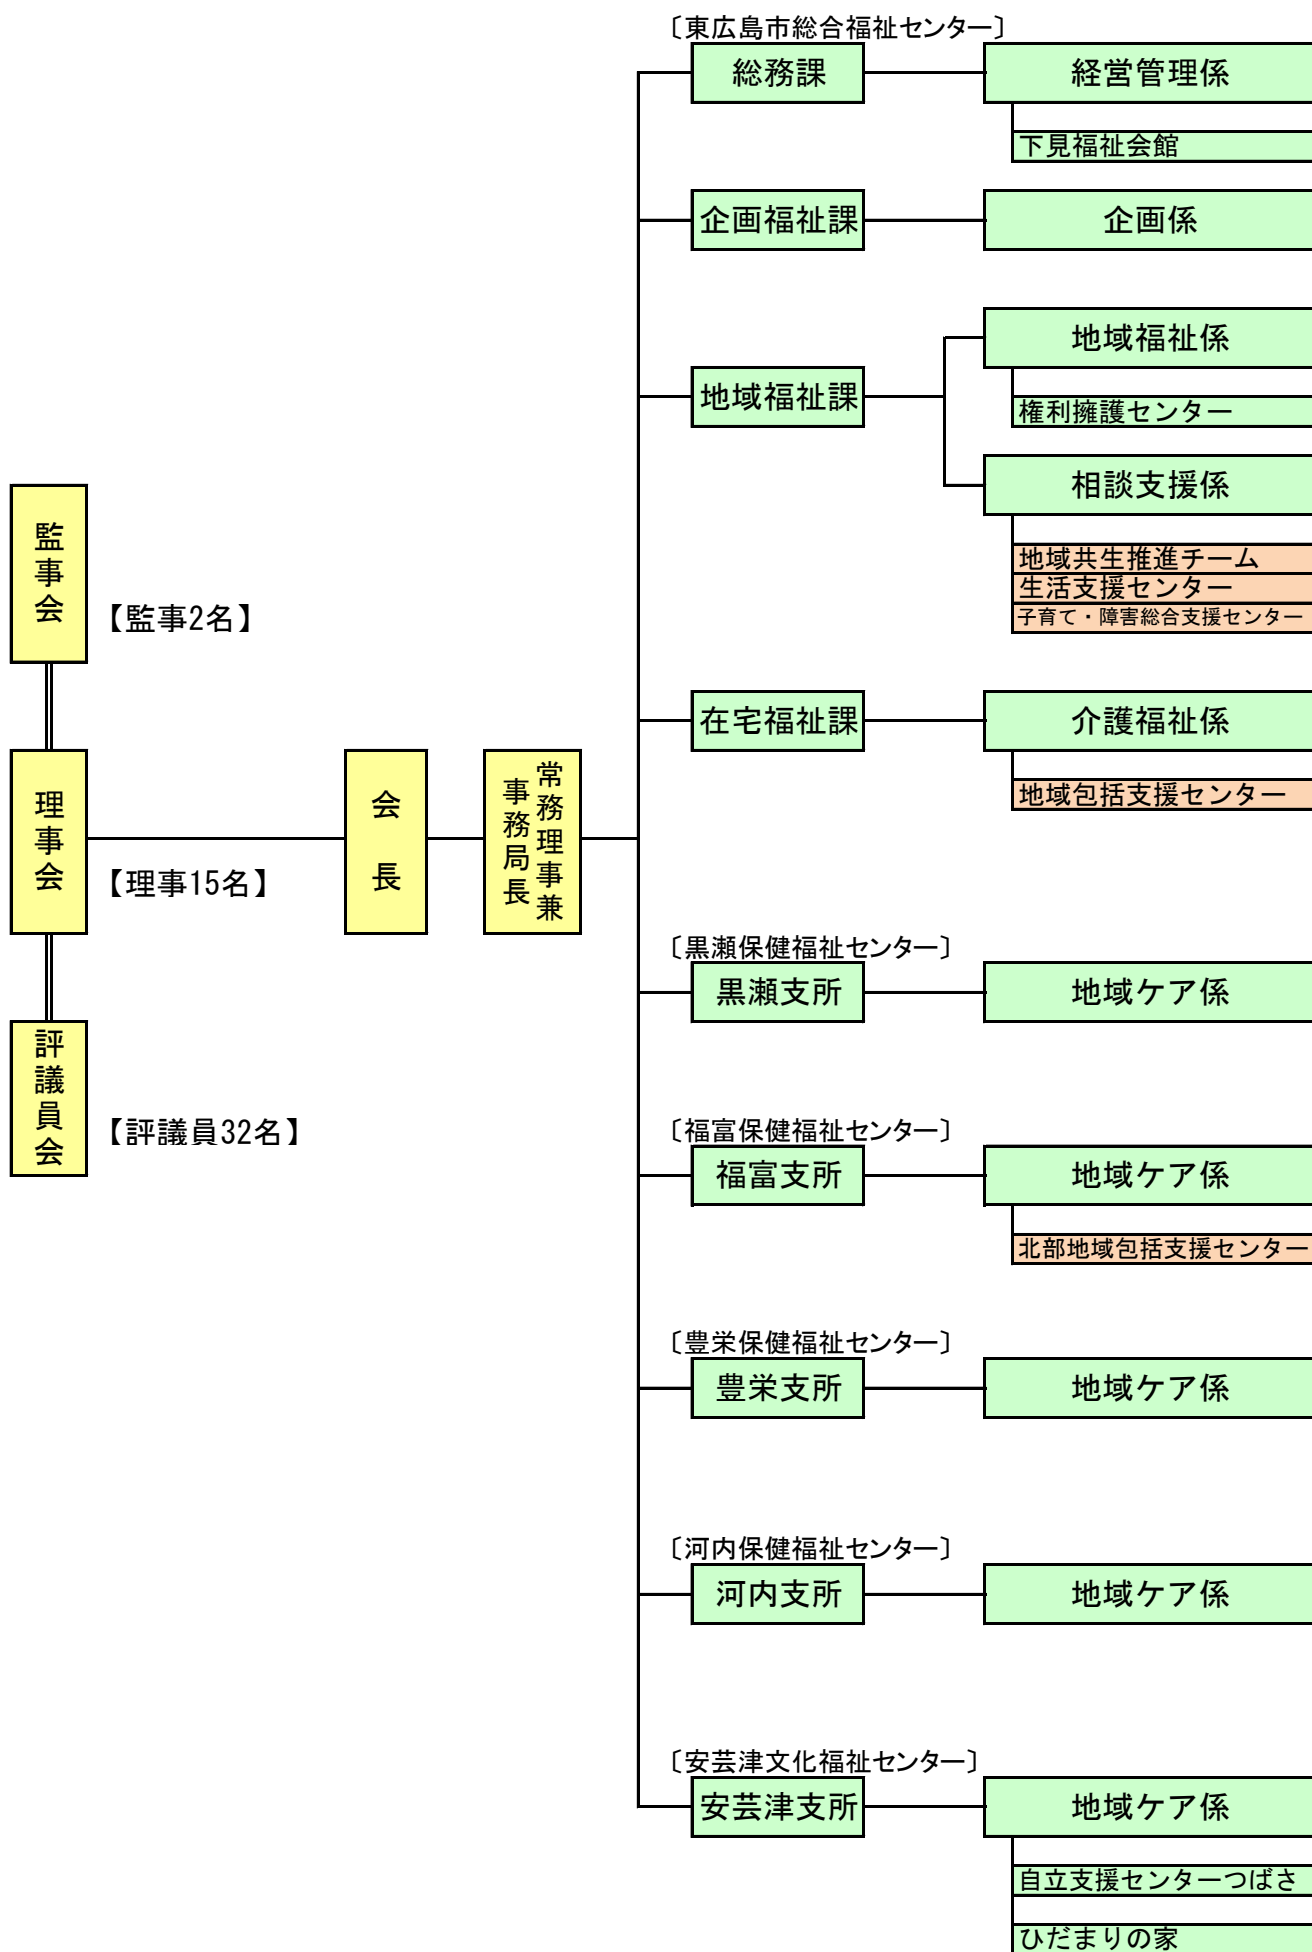 〔東広島市総合福祉センター〕
総務課
経営管理係
下見福祉会館
企画福祉課
企画係
地域福祉課
地域福祉係
権利擁護センター
相談支援係
地域共生推進チーム
生活支援センター
子育て・障害総合支援センター
監事会
【監事2名】
理事会
【理事15名】
評議員会
【評議員32名】
会長
常務理事兼
事務局長
在宅福祉課
介護福祉係
地域包括支援センター
〔黒瀬保健福祉センター〕
黒瀬支所
地域ケア係
〔福富保健福祉センター〕
福富支所
地域ケア係
北部地域包括支援センター
〔豊栄保健福祉センター〕
豊栄支所
地域ケア係
〔河内保健福祉センター〕
河内支所
地域ケア係
〔安芸津文化福祉センター〕
安芸津支所
地域ケア係
自立支援センターつばさ
ひだまりの家